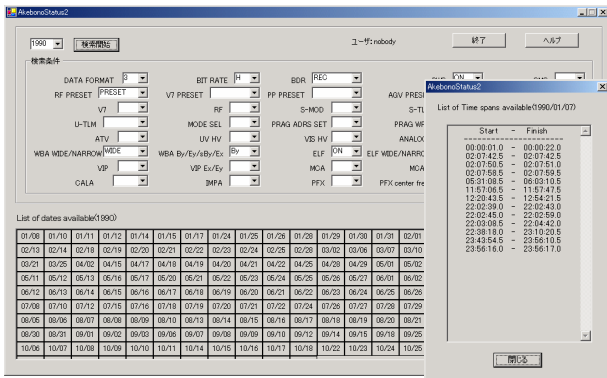 AkebonoStatus2
1990
検索開始
ユーザ: nobody
終了
ヘルプ
検索条件
DATA FORMAT 3 BIT RATE H BDR REC ON
RF PRESET PRESET V7 PRESET PP PRESET AGV PRES
V7 RF S-MOD S-TL
U-TLM MODE SEL PRAG ADRS SET PRAG WR
ATV UV HV VIS HV ANALOG
WBA WIDE/NARROW WIDE WBA By/Ey/sBy/Ex By ELF ON ELF WIDE/NARRO
VIP VIP Ex/Ey MCA MCA
CALA IMPA PFX PFX center fre
List of dates available(1990)
01/08 01/10 01/11 01/12 01/14 01/15 01/17 01/24 01/25 01/26 01/28 01/29 01/30 01/31 02/01
02/13 02/14 02/18 02/19 02/20 02/21 02/22 02/23 02/24 02/25 02/28 03/02 03/06 03/07 03/10
03/21 03/25 04/02 04/15 04/17 04/18 04/19 04/20 04/21 04/22 04/25 04/28 04/29 05/01 05/02
05/11 05/12 05/13 05/16 05/17 05/20 05/21 05/22 05/23 05/24 05/25 05/26 05/27 06/01 06/02
06/12 06/13 06/14 06/15 06/16 06/17 06/18 06/19 06/20 06/21 06/22 06/23 06/24 06/25
07/08 07/10 07/12 07/15 07/16 07/18 07/19 07/20 07/21 07/22 07/24 07/26 07/27 07/28 07/29
08/05 08/06 08/07 08/08 08/09 08/10 08/13 08/14 08/15 08/16 08/17 08/18 08/19 08/20 08/21
08/30 08/31 09/01 09/02 09/03 09/06 09/07 09/09 09/10 09/12 09/14 09/15 09/18 09/25
10/06 10/07 10/08 10/09 10/10 10/11 10/14 10/15 10/16 10/17 10/18 10/22 10/23 10/24 10/25
AkebonoStatus2
List of Time spans available(1990/01/07)
Start - Finish
00:00:01.0 - 00:00:22.0
02:07:42.5 - 02:07:42.5
02:07:50.5 - 02:07:51.0
02:07:58.5 - 02:07:59.5
05:31:08.5 - 06:03:10.5
11:57:06.5 - 11:57:47.5
12:20:43.5 - 12:54:21.5
22:02:39.0 - 22:02:43.0
22:02:45.0 - 22:02:59.0
22:03:08.5 - 22:04:42.0
22:38:18.0 - 23:10:20.5
23:43:54.5 - 23:56:10.5
23:56:16.0 - 23:56:17.0
閉じる